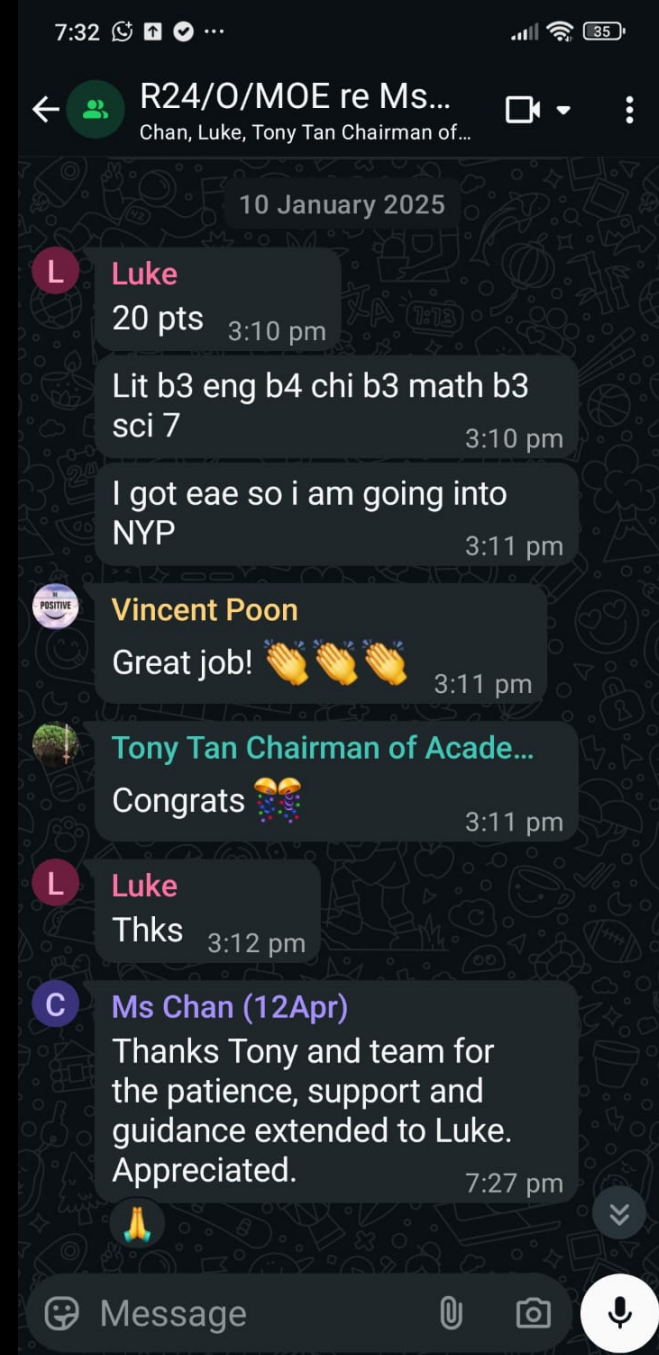 7:32 ...
35
R24/O/MOE re Ms...
Chan, Luke, Tony Tan Chairman of...
10 January 2025
L
Luke
20 pts 3:10 pm
Lit b3 eng b4 chi b3 math b3
sci 7
3:10 pm
I got eae so i am going into
NYP
3:11 pm
POSITIVE
Vincent Poon
Great job! 👏👏👏
3:11 pm
Tony Tan Chairman of Acade...
Congrats 🎊
3:11 pm
L
Luke
Thks 3:12 pm
C
Ms Chan (12Apr)
Thanks Tony and team for
the patience, support and
guidance extended to Luke.
Appreciated.
7:27 pm
🙏
Message